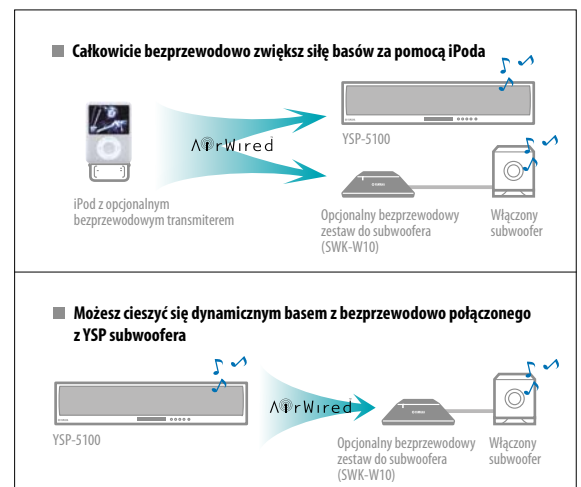 Całkowicie bezprzewodowo zwiększ siłę basów za pomocą iPoda
AirWired
YSP-5100
iPod z opcjonalnym
bezprzewodowym transmiterem
Opcjonalny bezprzewodowy
zestaw do subwoofera
(SWK-W10)
Włączony
subwoofer
Możesz cieszyć się dynamicznym basem z bezprzewodowo połączonego
z YSP subwoofera
AirWired
YSP-5100
Opcjonalny bezprzewodowy
zestaw do subwoofera
(SWK-W10)
Włączony
subwoofer